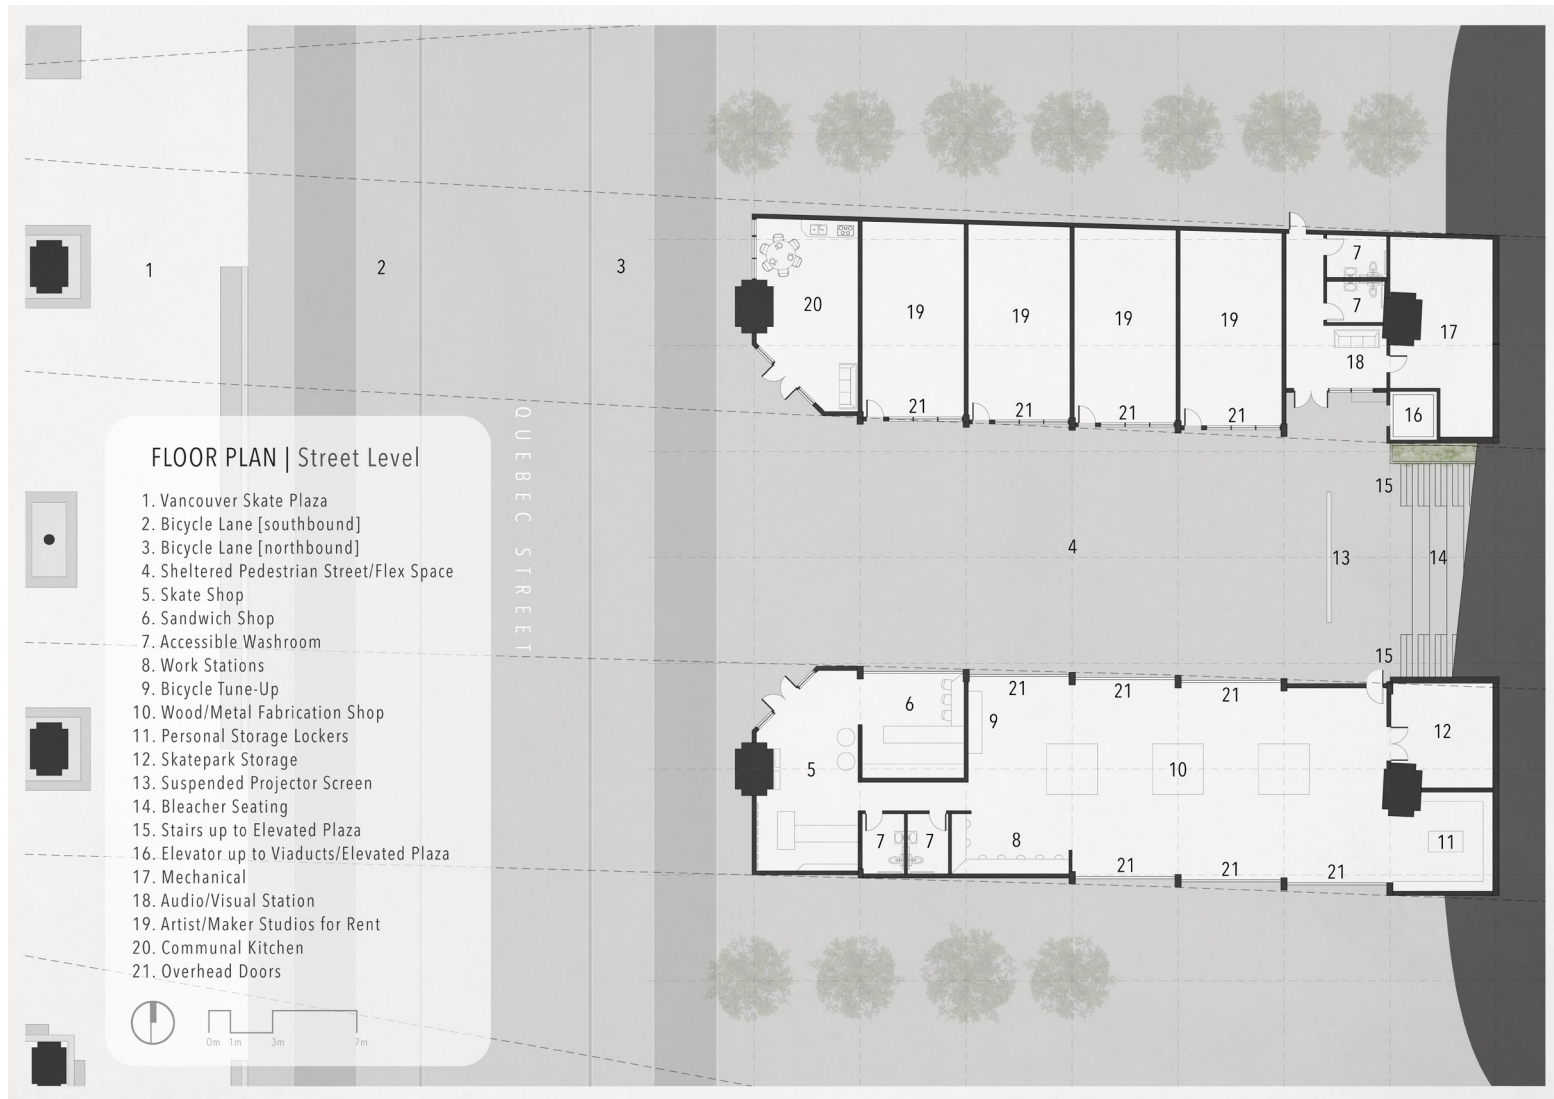 7
7
1
2
3
20
19
19
19
19
17
18
16
21
21
21
21
QUEBEC STREET
FLOOR PLAN | Street Level
1. Vancouver Skate Plaza
2. Bicycle Lane [southbound]
3. Bicycle Lane [northbound]
4. Sheltered Pedestrian Street/Flex Space
5. Skate Shop
6. Sandwich Shop
7. Accessible Washroom
8. Work Stations
9. Bicycle Tune-Up
10. Wood/Metal Fabrication Shop
11. Personal Storage Lockers
12. Skatepark Storage
13. Suspended Projector Screen
14. Bleacher Seating
15. Stairs up to Elevated Plaza
16. Elevator up to Viaducts/Elevated Plaza
17. Mechanical
18. Audio/Visual Station
19. Artist/Maker Studios for Rent
20. Communal Kitchen
21. Overhead Doors
0m 1m 3m 7m
15
4
13
14
15
21
21
21
6
9
12
5
10
7
7
8
11
21
21
21